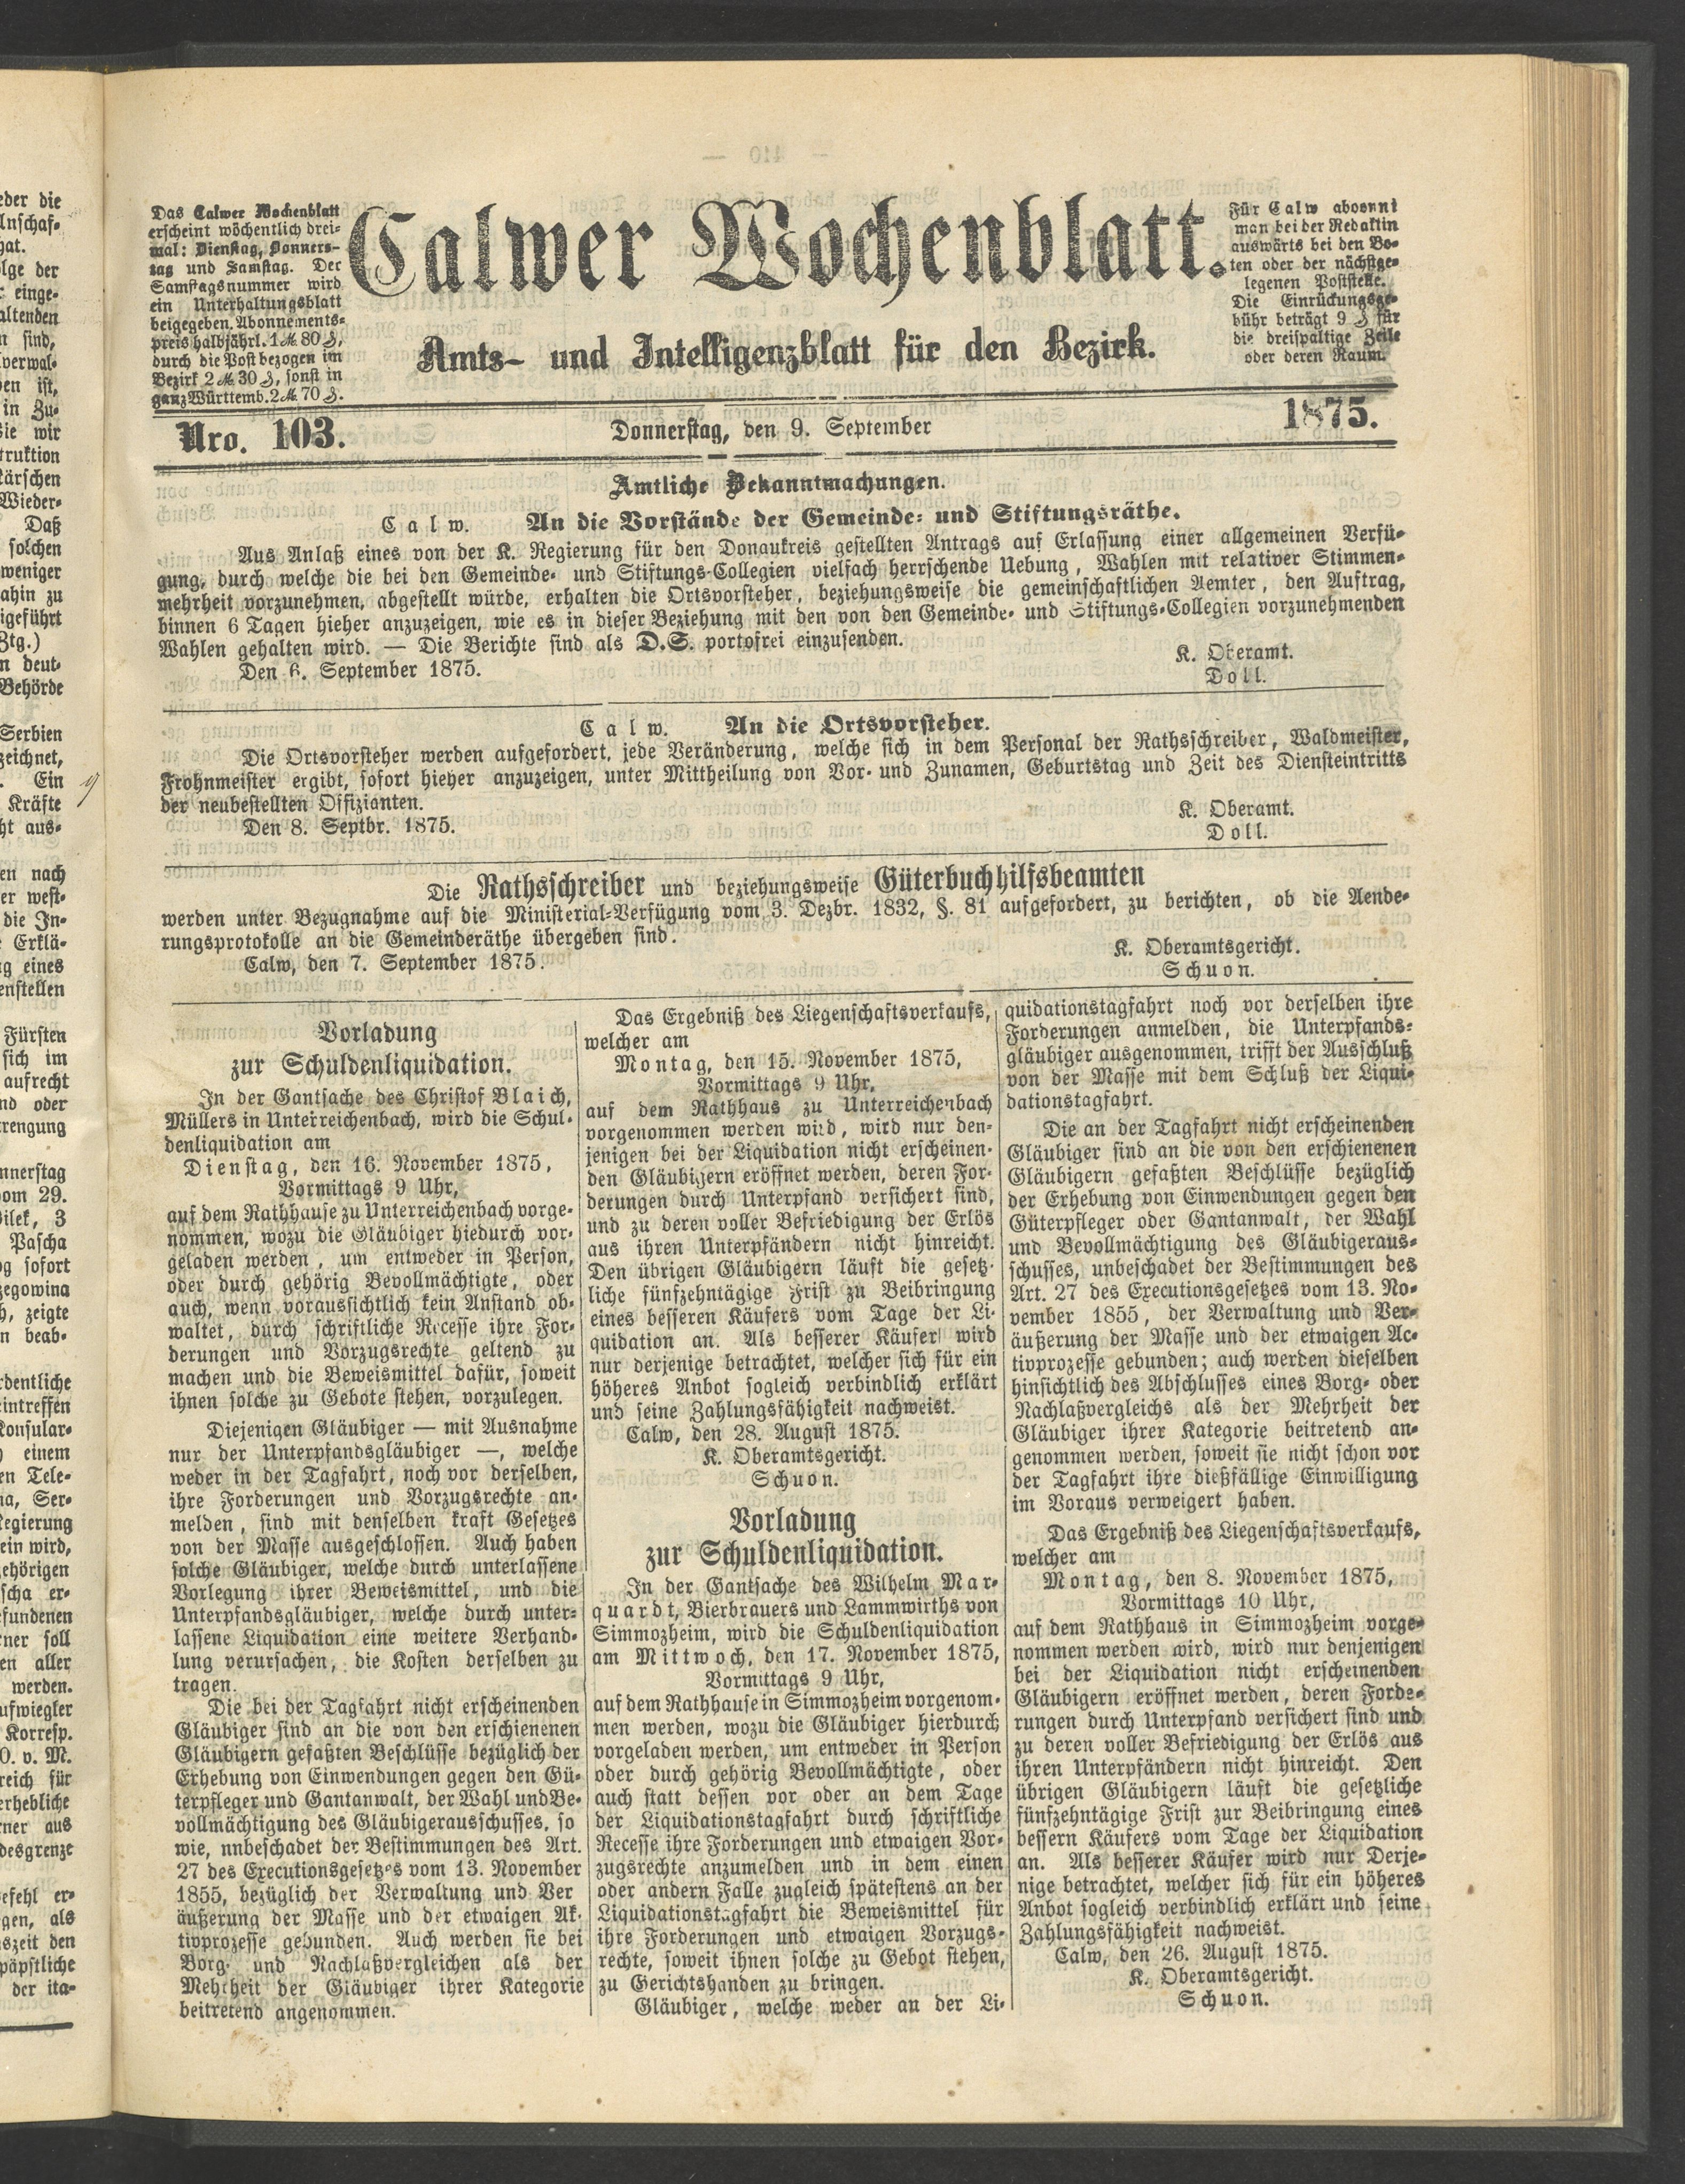 Das Calwer Wochenblatt
erscheint wöchentlich drei-
mal: Dienstag, Donners-
tag und Samstag. Der
Samstagsnummer wird
ein Unterhaltungsblatt
beigegeben. Abonnements-
preis halbjährl. 1 M. 80 ₰,
durch die Post bezogen im
Bezirk 2 M. 30 ₰, sonst in
ganz Württemb. 2 M. 70 ₰.
Calwer Wochenblatt.
Amts- und Intelligenzblatt für den Bezirk.
Für Calw abonnt
man bei der Redaktin
auswärts bei den Bo-
ten oder der nächstge-
legenen Poststelle.
Die Einrückungsge-
bühr beträgt 9 ₰ für
die dreispaltige Zeile
oder deren Raum.
Nro. 103.
Donnerstag, den 9. September
1875.
Amtliche Bekanntmachungen.
Calw. An die Vorstände der Gemeinde- und Stiftungsräthe.
Aus Anlaß eines von der K. Regierung für den Donaukreis gestellten Antrags auf Erlassung einer allgemeinen Verfü-
gung, durch welche die bei den Gemeinde- und Stiftungs-Collegien vielfach herrschende Uebung, Wahlen mit relativer Stimmen-
mehrheit vorzunehmen, abgestellt würde, erhalten die Ortsvorsteher, beziehungsweise die gemeinschaftlichen Aemter, den Auftrag,
binnen 6 Tagen hieher anzuzeigen, wie es in dieser Beziehung mit den von den Gemeinde- und Stiftungs-Collegien vorzunehmenden
Wahlen gehalten wird. — Die Berichte sind als D.S. portofrei einzusenden.
Den 6. September 1875.
K. Oberamt.
Doll.
Calw. An die Ortsvorsteher.
Die Ortsvorsteher werden aufgefordert, jede Veränderung, welche sich in dem Personal der Rathsschreiber, Waldmeister,
Frohnmeister ergibt, sofort hieher anzuzeigen, unter Mittheilung von Vor- und Zunamen, Geburtstag und Zeit des Diensteintritts
der neubestellten Offizianten.
Den 8. Septbr. 1875.
K. Oberamt.
Doll.
Die Rathsschreiber und beziehungsweise Güterbuchhilfsbeamten
werden unter Bezugnahme auf die Ministerial-Verfügung vom 3. Dezbr. 1832, §. 81 aufgefordert, zu berichten, ob die Aende-
rungsprotokolle an die Gemeinderäthe übergeben sind.
Calw, den 7. September 1875.
K. Oberamtsgericht.
Schuon.
Vorladung
zur Schuldenliquidation.
In der Gantsache des Christof Blaich,
Müllers in Unterreichenbach, wird die Schul-
denliquidation am
Dienstag, den 16. November 1875,
Vormittags 9 Uhr,
auf dem Rathhause zu Unterreichenbach vorge-
nommen, wozu die Gläubiger hiedurch vor-
geladen werden, um entweder in Person,
oder durch gehörig Bevollmächtigte, oder
auch, wenn voraussichtlich kein Anstand ob-
waltet, durch schriftliche Recesse ihre For-
derungen und Vorzugsrechte geltend zu
machen und die Beweismittel dafür, soweit
ihnen solche zu Gebote stehen, vorzulegen.
Diejenigen Gläubiger — mit Ausnahme
nur der Unterpfandsgläubiger —, welche
weder in der Tagfahrt, noch vor derselben,
ihre Forderungen und Vorzugsrechte an-
melden, sind mit denselben kraft Gesetzes
von der Masse ausgeschlossen. Auch haben
solche Gläubiger, welche durch unterlassene
Vorlegung ihrer Beweismittel, und die
Unterpfandsgläubiger, welche durch unter-
lassene Liquidation eine weitere Verhand-
lung verursachen, die Kosten derselben zu
tragen.
Die bei der Tagfahrt nicht erscheinenden
Gläubiger sind an die von den erschienenen
Gläubigern gefaßten Beschlüsse bezüglich der
Erhebung von Einwendungen gegen den Gü-
terpfleger und Gantanwalt, der Wahl und Be-
vollmächtigung des Gläubigerausschusses, so
wie, nnbeschadet der Bestimmungen des Art.
27 des Executionsgesetzes vom 13. November
1855, bezüglich der Verwaltung und Ver
äußerung der Masse und der etwaigen Ak-
tivprozesse gebunden. Auch werden sie bei
Borg- und Nachlaßvergleichen als der
Mehrheit der Gläubiger ihrer Kategorie
beitretend angenommen.
Das Ergebniß des Liegenschaftsverkaufs,
welcher am
Montag, den 15. November 1875,
Vormittags 9 Uhr,
auf dem Rathhaus zu Unterreichenbach
vorgenommen werden wird, wird nur den-
jenigen bei der Liquidation nicht erscheinen-
den Gläubigern eröffnet werden, deren For-
derungen durch Unterpfand versichert sind,
und zu deren voller Befriedigung der Erlös
aus ihren Unterpfändern nicht hinreicht.
Den übrigen Gläubigern läuft die gesetz-
liche fünfzehntägige Frist zu Beibringung
eines besseren Käufers vom Tage der Li-
quidation an. Als besserer Käufer wird
nur derjenige betrachtet, welcher sich für ein
höheres Anbot sogleich verbindlich erklärt
und seine Zahlungsfähigkeit nachweist.
Calw, den 28. August 1875.
K. Oberamtsgericht.
Schuon.
Vorladung
zur Schuldenliquidation.
In der Gantsache des Wilhelm Mar-
quardt, Bierbrauers und Lammwirths von
Simmozheim, wird die Schuldenliquidation
am Mittwoch, den 17. November 1875,
Vormittags 9 Uhr,
auf dem Rathhause in Simmozheim vorgenom-
men werden, wozu die Gläubiger hierdurch
vorgeladen werden, um entweder in Person
oder durch gehörig Bevollmächtigte, oder
auch statt dessen vor oder an dem Tage
der Liquidationstagfahrt durch schriftliche
Recesse ihre Forderungen und etwaigen Vor-
zugsrechte anzumelden und in dem einen
oder andern Falle zugleich spätestens an der
Liquidationstagfahrt die Beweismittel für
ihre Forderungen und etwaigen Vorzugs-
rechte, soweit ihnen solche zu Gebot stehen,
zu Gerichtshanden zu bringen.
Gläubiger, welche weder an der Li-
quidationstagfahrt noch vor derselben ihre
Forderungen anmelden, die Unterpfands-
gläubiger ausgenommen, trifft der Ausschluß
von der Masse mit dem Schluß der Liqui-
dationstagfahrt.
Die an der Tagfahrt nicht erscheinenden
Gläubiger sind an die von den erschienenen
Gläubigern gefaßten Beschlüsse bezüglich
der Erhebung von Einwendungen gegen den
Güterpfleger oder Gantanwalt, der Wahl
und Bevollmächtigung des Gläubigeraus-
schusses, unbeschadet der Bestimmungen des
Art. 27 des Executionsgesetzes vom 13. No-
vember 1855, der Verwaltung und Ver-
äußerung der Masse und der etwaigen Ac-
tivprozesse gebunden; auch werden dieselben
hinsichtlich des Abschlusses eines Borg- oder
Nachlaßvergleichs als der Mehrheit der
Gläubiger ihrer Kategorie beitretend an-
genommen werden, soweit sie nicht schon vor
der Tagfahrt ihre dießfällige Einwilligung
im Voraus verweigert haben.
Das Ergebniß des Liegenschaftsverkaufs,
welcher am
Montag, den 8. November 1875,
Vormittags 10 Uhr,
auf dem Rathhaus in Simmozheim vorge-
nommen werden wird, wird nur denjenigen
bei der Liquidation nicht erscheinenden
Gläubigern eröffnet werden, deren Forde-
rungen durch Unterpfand versichert sind und
zu deren voller Befriedigung der Erlös aus
ihren Unterpfändern nicht hinreicht. Den
übrigen Gläubigern läuft die gesetzliche
fünfzehntägige Frist zur Beibringung eines
bessern Käufers vom Tage der Liquidation
an. Als besserer Käufer wird nur Derje-
nige betrachtet, welcher sich für ein höheres
Anbot sogleich verbindlich erklärt und seine
Zahlungsfähigkeit nachweist.
Calw, den 26. August 1875.
K. Oberamtsgericht.
Schuon.